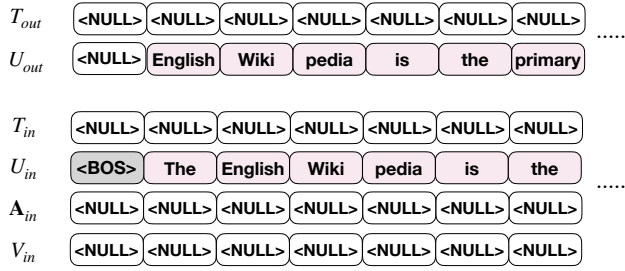 T_out <NULL> <NULL> <NULL> <NULL> <NULL> <NULL> <NULL>
U_out <NULL> English Wiki pedia is the primary .....
T_in <NULL> <NULL> <NULL> <NULL> <NULL> <NULL> <NULL>
U_in <BOS> The English Wiki pedia is the .....
A_in <NULL> <NULL> <NULL> <NULL> <NULL> <NULL> <NULL>
V_in <NULL> <NULL> <NULL> <NULL> <NULL> <NULL> <NULL>